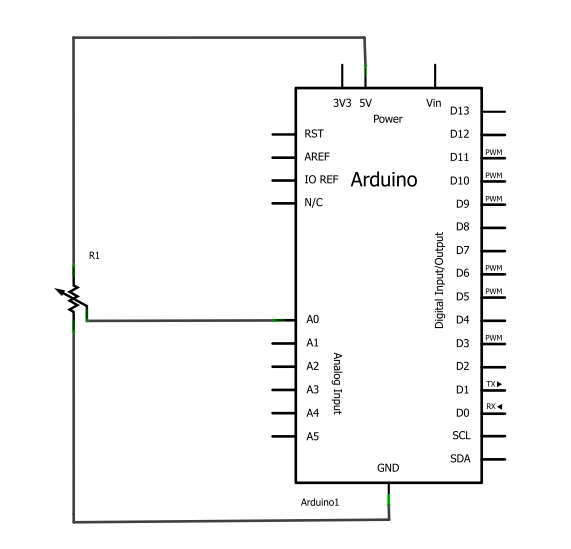 3V3 5V Vin
Power
D13
RST D12
AREF D11 PWM
IO REF Arduino D10 PWM
N/C D9 PWM
D8
R1
D7
Digital Input/Output
D6 PWM
D5 PWM
A0 D4
A1 D3 PWM
A2 D2
Analog Input
A3 D1 TX
A4 D0 RX
A5 SCL
SDA
GND
Arduino1